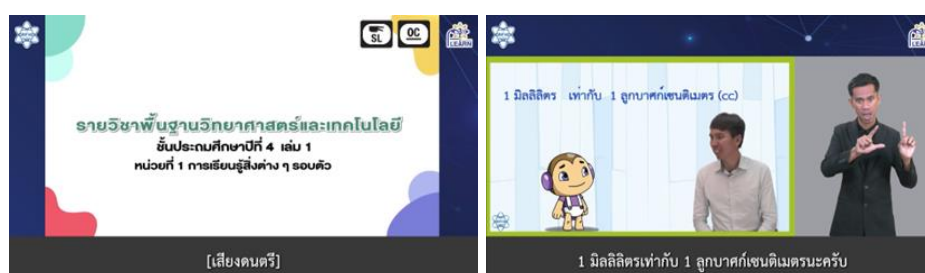 SL
OC
LEARN
รายวิชาพื้นฐานวิทยาศาสตร์และเทคโนโลยี
ชั้นประถมศึกษาปีที่ 4 เล่ม 1
หน่วยที่ 1 การเรียนรู้สิ่งต่าง ๆ รอบตัว
[เสียงดนตรี]
1 มิลลิลิตร เท่ากับ 1 ลูกบาศก์เซนติเมตร (cc)
1 มิลลิลิตรเท่ากับ 1 ลูกบาศก์เซนติเมตรนะครับ